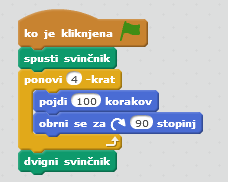 ko je kliknjena
spusti svinčnik
ponovi 4 -krat
pojdi 100 korakov
obrni se za 90 stopinj
dvigni svinčnik